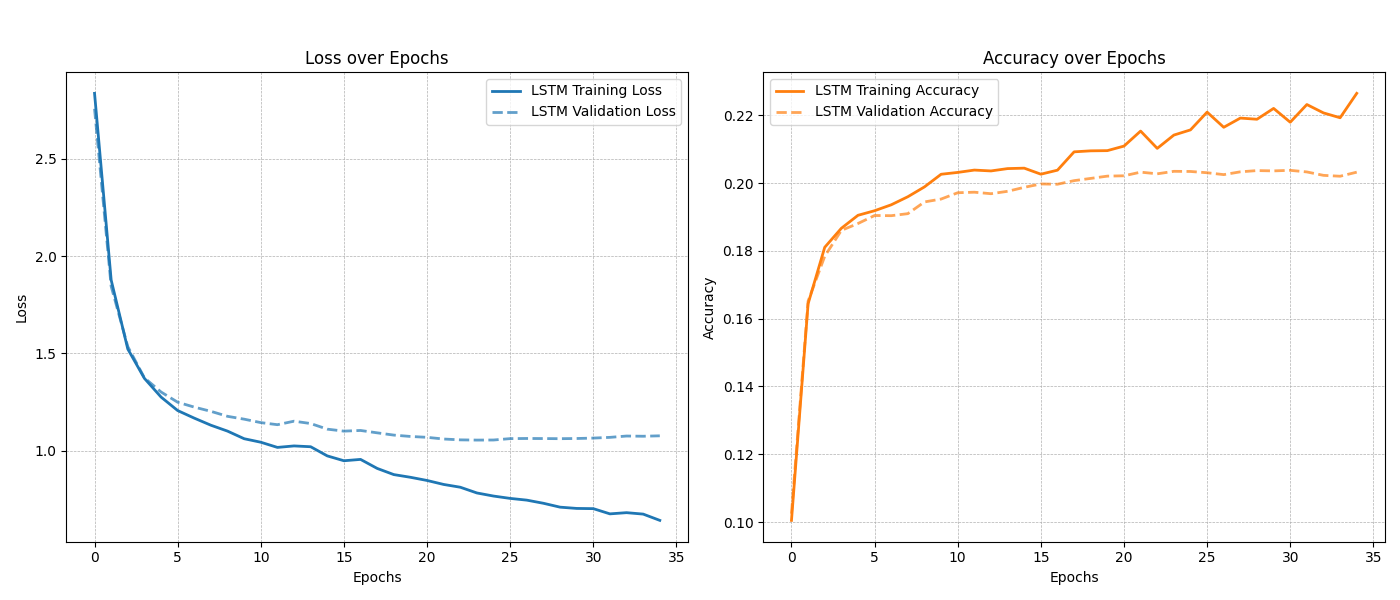 Loss over Epochs
LSTM Training Loss
LSTM Validation Loss
2.5
2.0
1.5
1.0
Loss
0 5 10 15 20 25 30 35
Epochs
Accuracy over Epochs
LSTM Training Accuracy
LSTM Validation Accuracy
0.22
0.20
0.18
0.16
0.14
0.12
0.10
Accuracy
0 5 10 15 20 25 30 35
Epochs